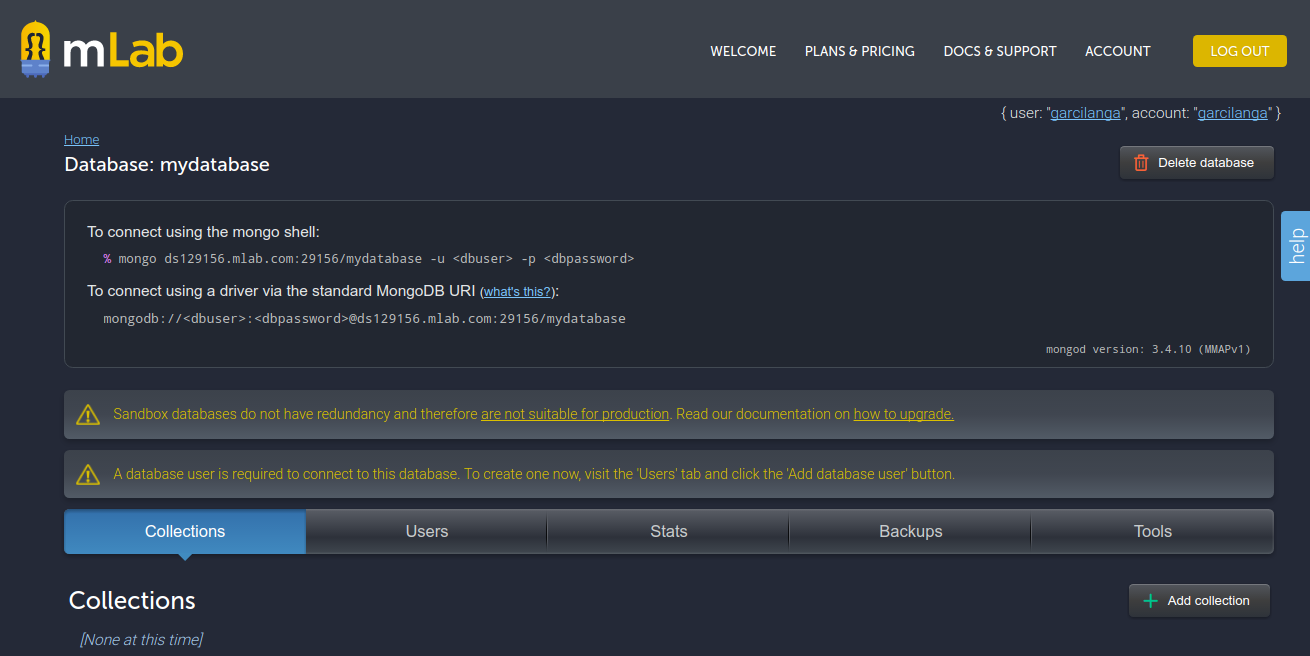 mLab
WELCOME PLANS & PRICING DOCS & SUPPORT ACCOUNT LOG OUT
{ user: "garcilanga", account: "garcilanga" }
Home
Database: mydatabase
Delete database
help
To connect using the mongo shell:
% mongo ds129156.mlab.com:29156/mydatabase -u <dbuser> -p <dbpassword>
To connect using a driver via the standard MongoDB URI (what's this?):
mongodb://<dbuser>:<dbpassword>@ds129156.mlab.com:29156/mydatabase
mongod version: 3.4.10 (MMAPv1)
Sandbox databases do not have redundancy and therefore are not suitable for production. Read our documentation on how to upgrade.
A database user is required to connect to this database. To create one now, visit the 'Users' tab and click the 'Add database user' button.
Collections Users Stats Backups Tools
Collections
+ Add collection
[None at this time]